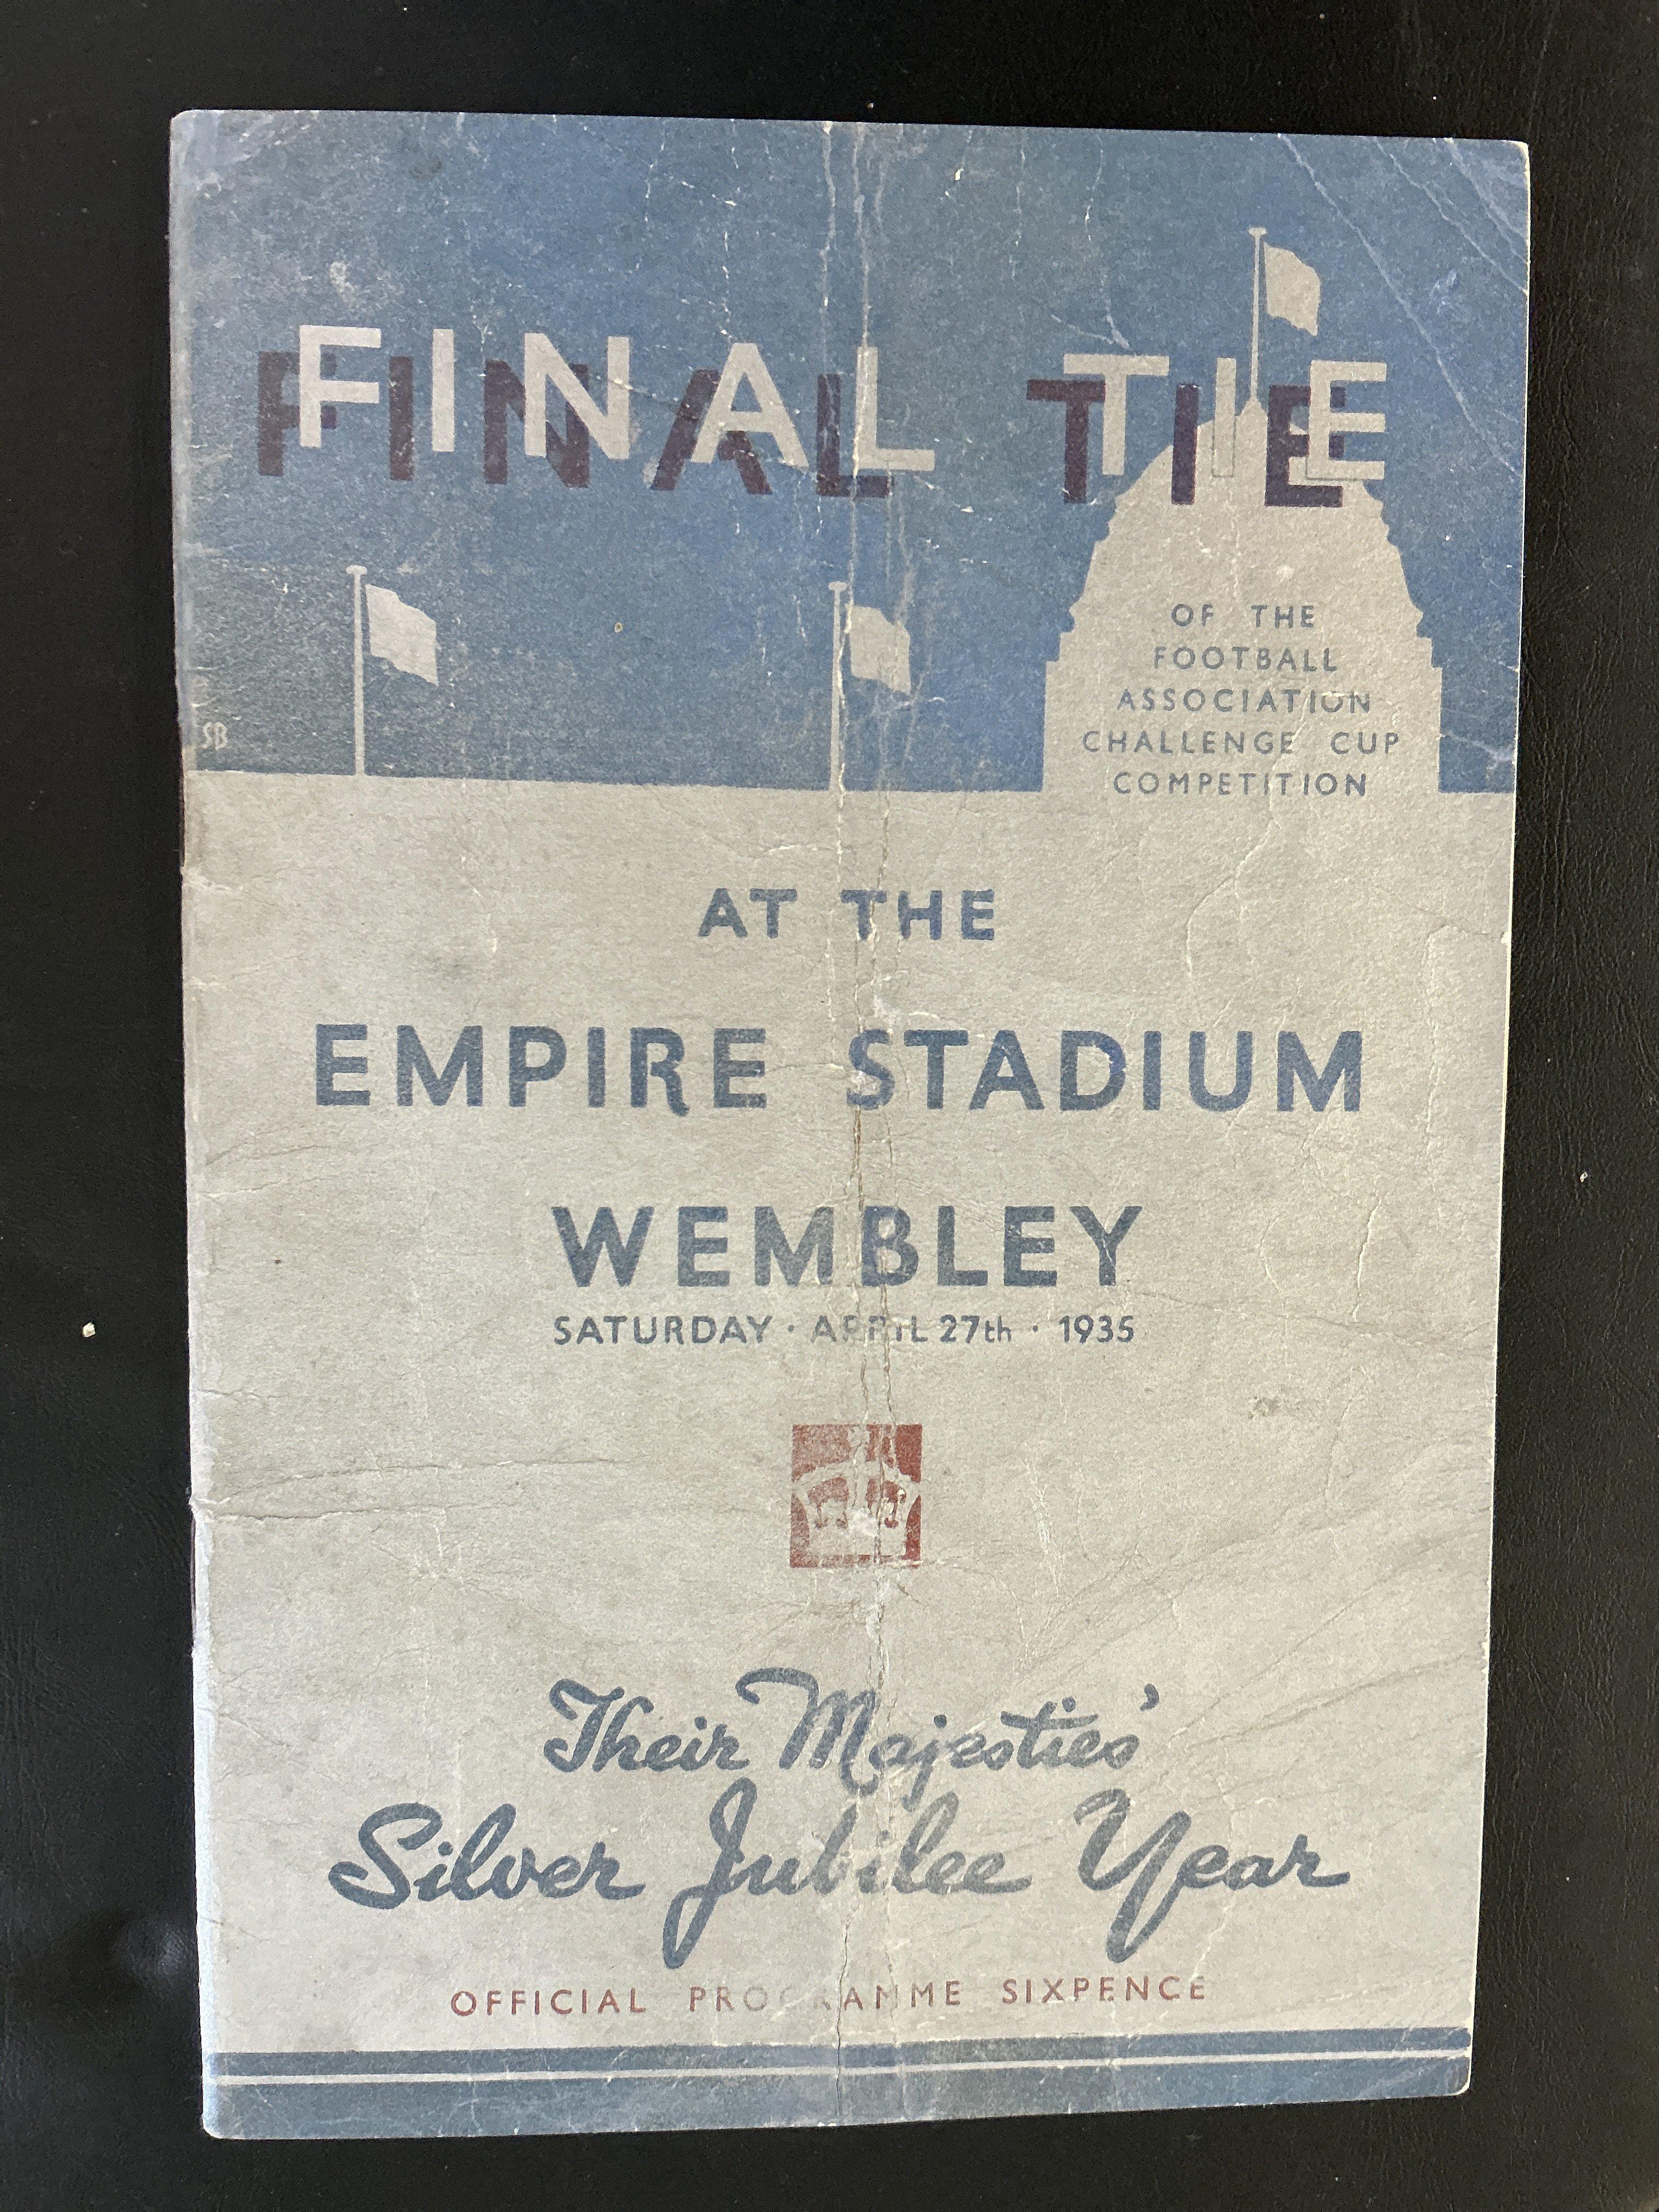 FINAL TIE
OF THE
FOOTBALL
ASSOCIATION
CHALLENGE CUP
COMPETITION
SB
AT THE
EMPIRE STADIUM
WEMBLEY
SATURDAY · APRIL 27th · 1935
Their Majesties'
Silver Jubilee Year
OFFICIAL PROGRAMME SIXPENCE